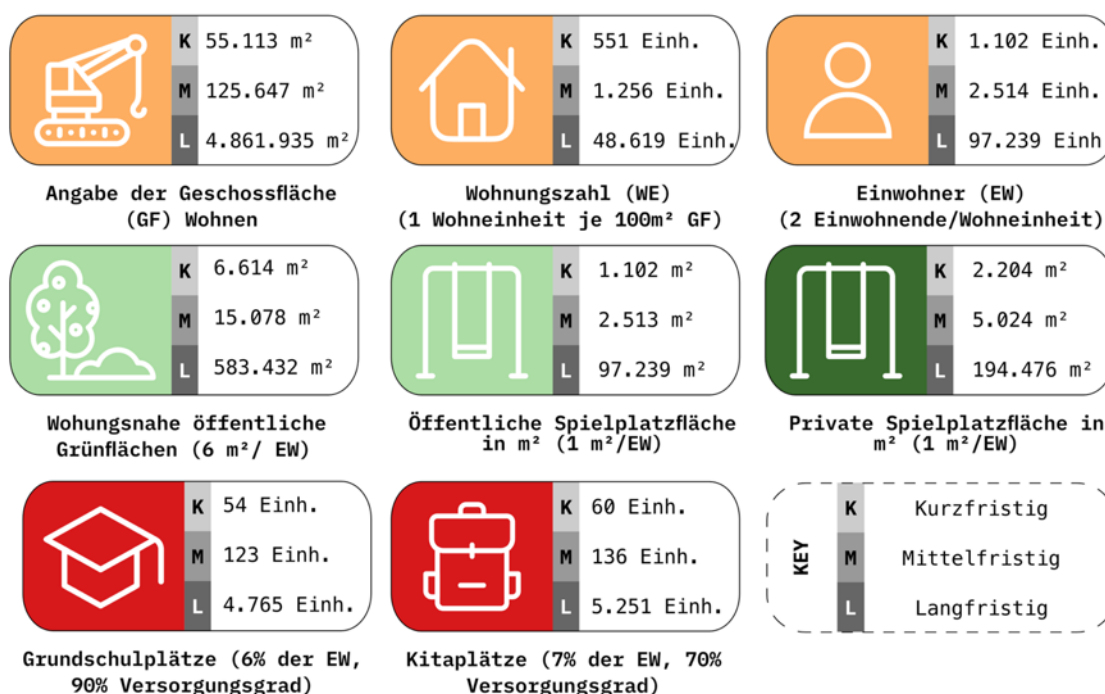 K 55.113 m²
M 125.647 m²
L 4.861.935 m²
Angabe der Geschossfläche
(GF) Wohnen
K 551 Einh.
M 1.256 Einh.
L 48.619 Einh.
Wohnungszahl (WE)
(1 Wohneinheit je 100m² GF)
K 1.102 Einh.
M 2.514 Einh.
L 97.239 Einh
Einwohner (EW)
(2 Einwohnende/Wohneinheit)
K 6.614 m²
M 15.078 m²
L 583.432 m²
Wohungsnahe öffentliche
Grünflächen (6 m²/ EW)
K 1.102 m²
M 2.513 m²
L 97.239 m²
Öffentliche Spielplatzfläche
in m² (1 m²/EW)
K 2.204 m²
M 5.024 m²
L 194.476 m²
Private Spielplatzfläche in
m² (1 m²/EW)
K 54 Einh.
M 123 Einh.
L 4.765 Einh.
Grundschulplätze (6% der EW,
90% Versorgungsgrad)
K 60 Einh.
M 136 Einh.
L 5.251 Einh.
Kitaplätze (7% der EW, 70%
Versorgungsgrad)
KEY
K Kurzfristig
M Mittelfristig
L Langfristig